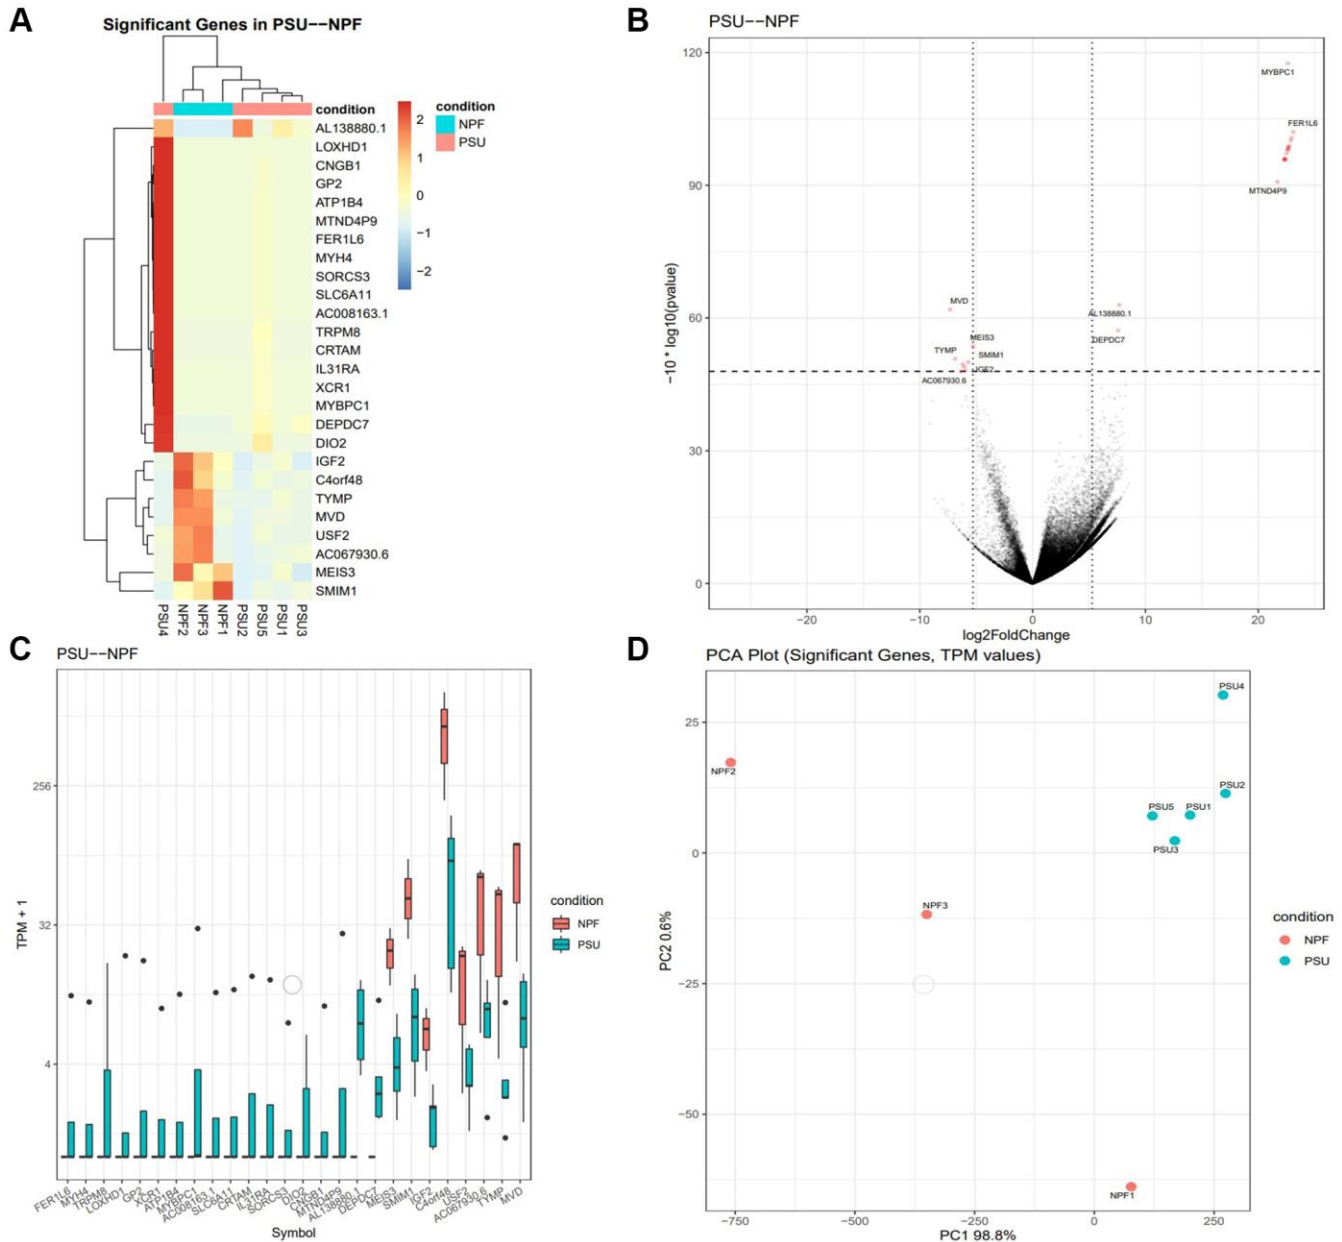 A
Significant Genes in PSU−−NPF
condition
AL138880.1
LOXHD1
CNGB1
GP2
ATP1B4
MTND4P9
FER1L6
MYH4
SORCS3
SLC6A11
AC008163.1
TRPM8
CRTAM
IL31RA
XCR1
MYBPC1
DEPDC7
DIO2
IGF2
C4orf48
TYMP
MVD
USF2
AC067930.6
MEIS3
SMIM1
PSU4
NPF2
NPF3
NPF1
PSU2
PSU5
PSU1
PSU3
2
1
0
−1
−2
condition
NPF
PSU
B
PSU−−NPF
−10 * log10(pvalue)
120
90
60
30
0
MYBPC1
FER1L6
MTND4P9
MVD
AL138880.1
MEIS3
DEPDC7
TYMP
SMIM1
IGF2
AC067930.6
−20
−10
0
10
20
log2FoldChange
C
PSU−−NPF
TPM + 1
256
32
4
FER1L6
MYH4
TRPM8
LOXHD1
GP2
XCR1
ATP1B4
MYBPC1
AC008163.1
SLC6A11
CRTAM
IL31RA
SORCS3
DIO2
CNGB1
MTND4P9
AL138880.1
DEPDC7
MEIS3
SMIM1
IGF2
C4orf48
USF2
AC067930.6
TYMP
MVD
Symbol
condition
NPF
PSU
D
PCA Plot (Significant Genes, TPM values)
PC2 0.6%
25
0
−25
−50
PSU4
NPF2
PSU2
PSU5
PSU1
PSU3
NPF3
NPF1
−750
−500
−250
0
250
PC1 98.8%
condition
NPF
PSU